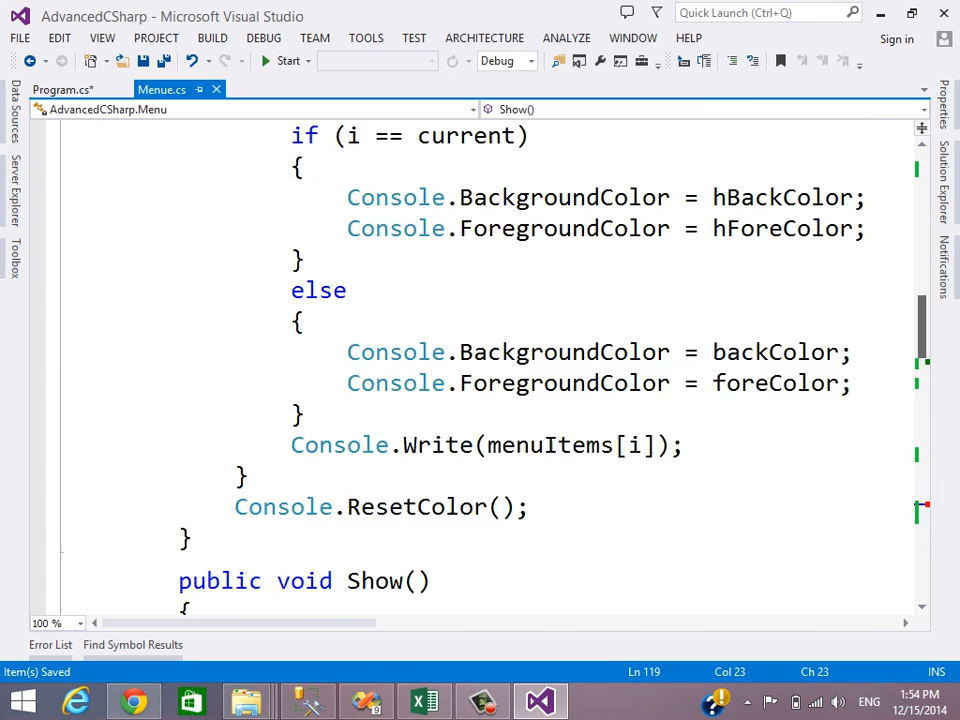 AdvancedCSharp - Microsoft Visual Studio
Quick Launch (Ctrl+Q)
FILE EDIT VIEW PROJECT BUILD DEBUG TEAM TOOLS TEST ARCHITECTURE ANALYZE WINDOW HELP
Sign in
Start
Debug
Program.cs*
Menue.cs
AdvancedCSharp.Menu
Show()
Data Sources
Server Explorer
Toolbox
Properties
Solution Explorer
Notifications
if (i == current)
{
Console.BackgroundColor = hBackColor;
Console.ForegroundColor = hForeColor;
}
else
{
Console.BackgroundColor = backColor;
Console.ForegroundColor = foreColor;
}
Console.Write(menuItems[i]);
}
Console.ResetColor();
}
public void Show()
{
100 %
Error List Find Symbol Results
Item(s) Saved Ln 119 Col 23 Ch 23 INS
ENG
1:54 PM
12/15/2014